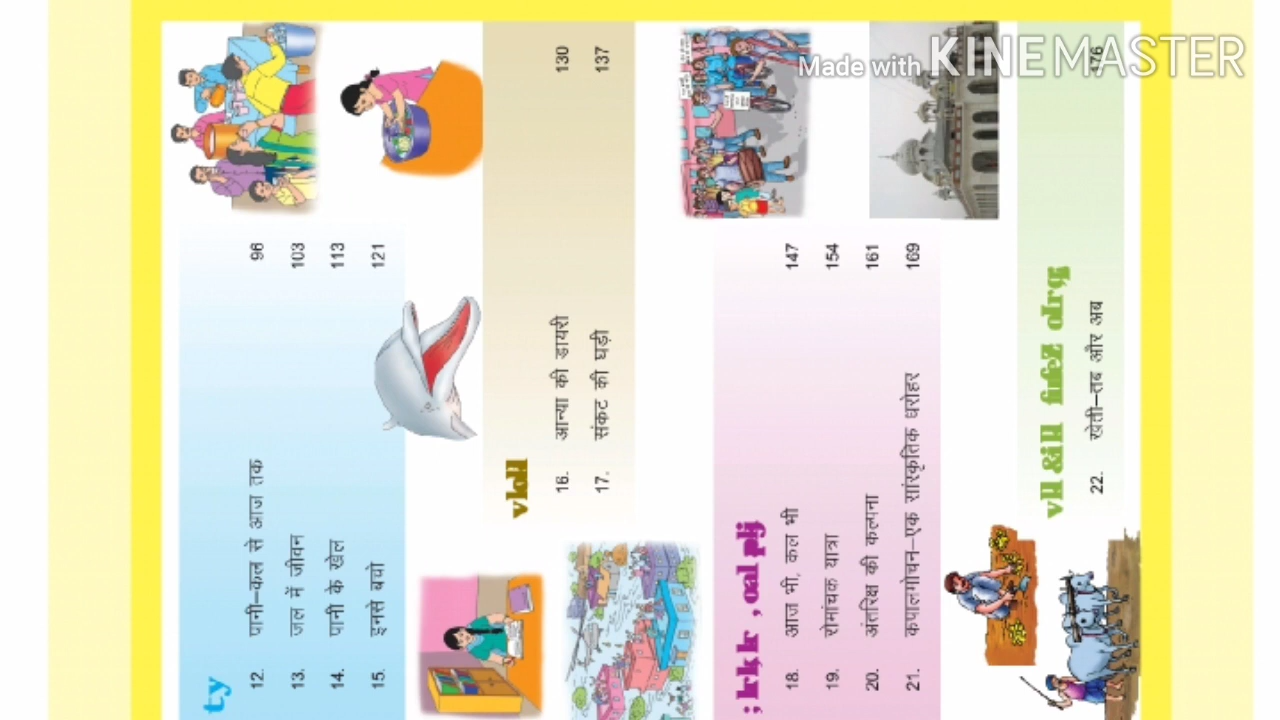 Made with KINEMASTER
ty
12. पानी–कल से आज तक 96
13. जल में जीवन 103
14. पानी के खेल 113
15. इनसे बचो 121
16. आन्या की डायरी 130
17. संकट की घड़ी 137
18. आज भी, कल भी 147
19. रोमांचक यात्रा 154
20. अंतरिक्ष की कल्पना 161
21. कपालमोचन–एक सांस्कृतिक धरोहर 169
22. खेती–तब और अब 176